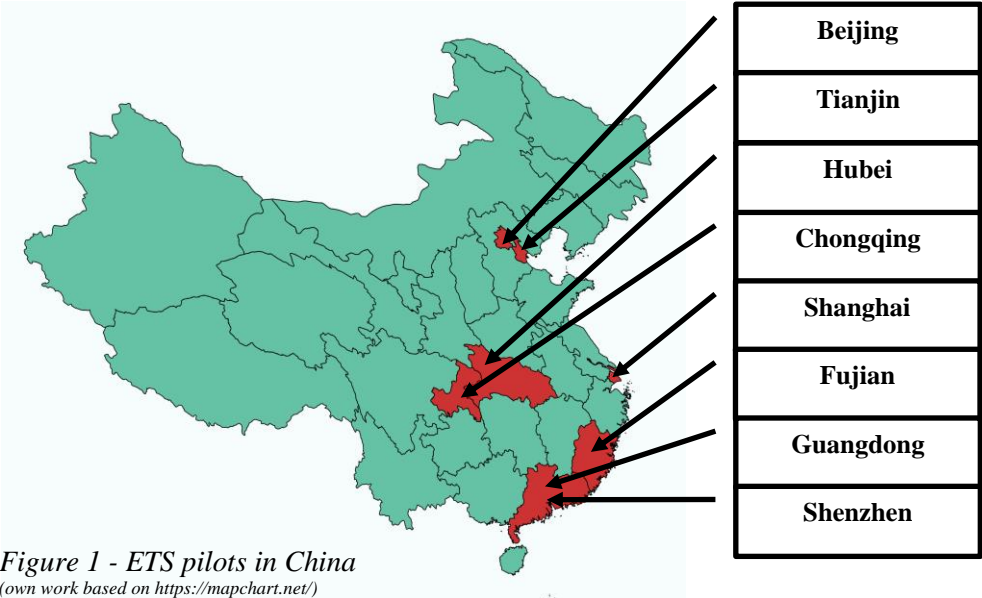 Beijing
Tianjin
Hubei
Chongqing
Shanghai
Fujian
Guangdong
Shenzhen
Figure 1 - ETS pilots in China
(own work based on https://mapchart.net/)